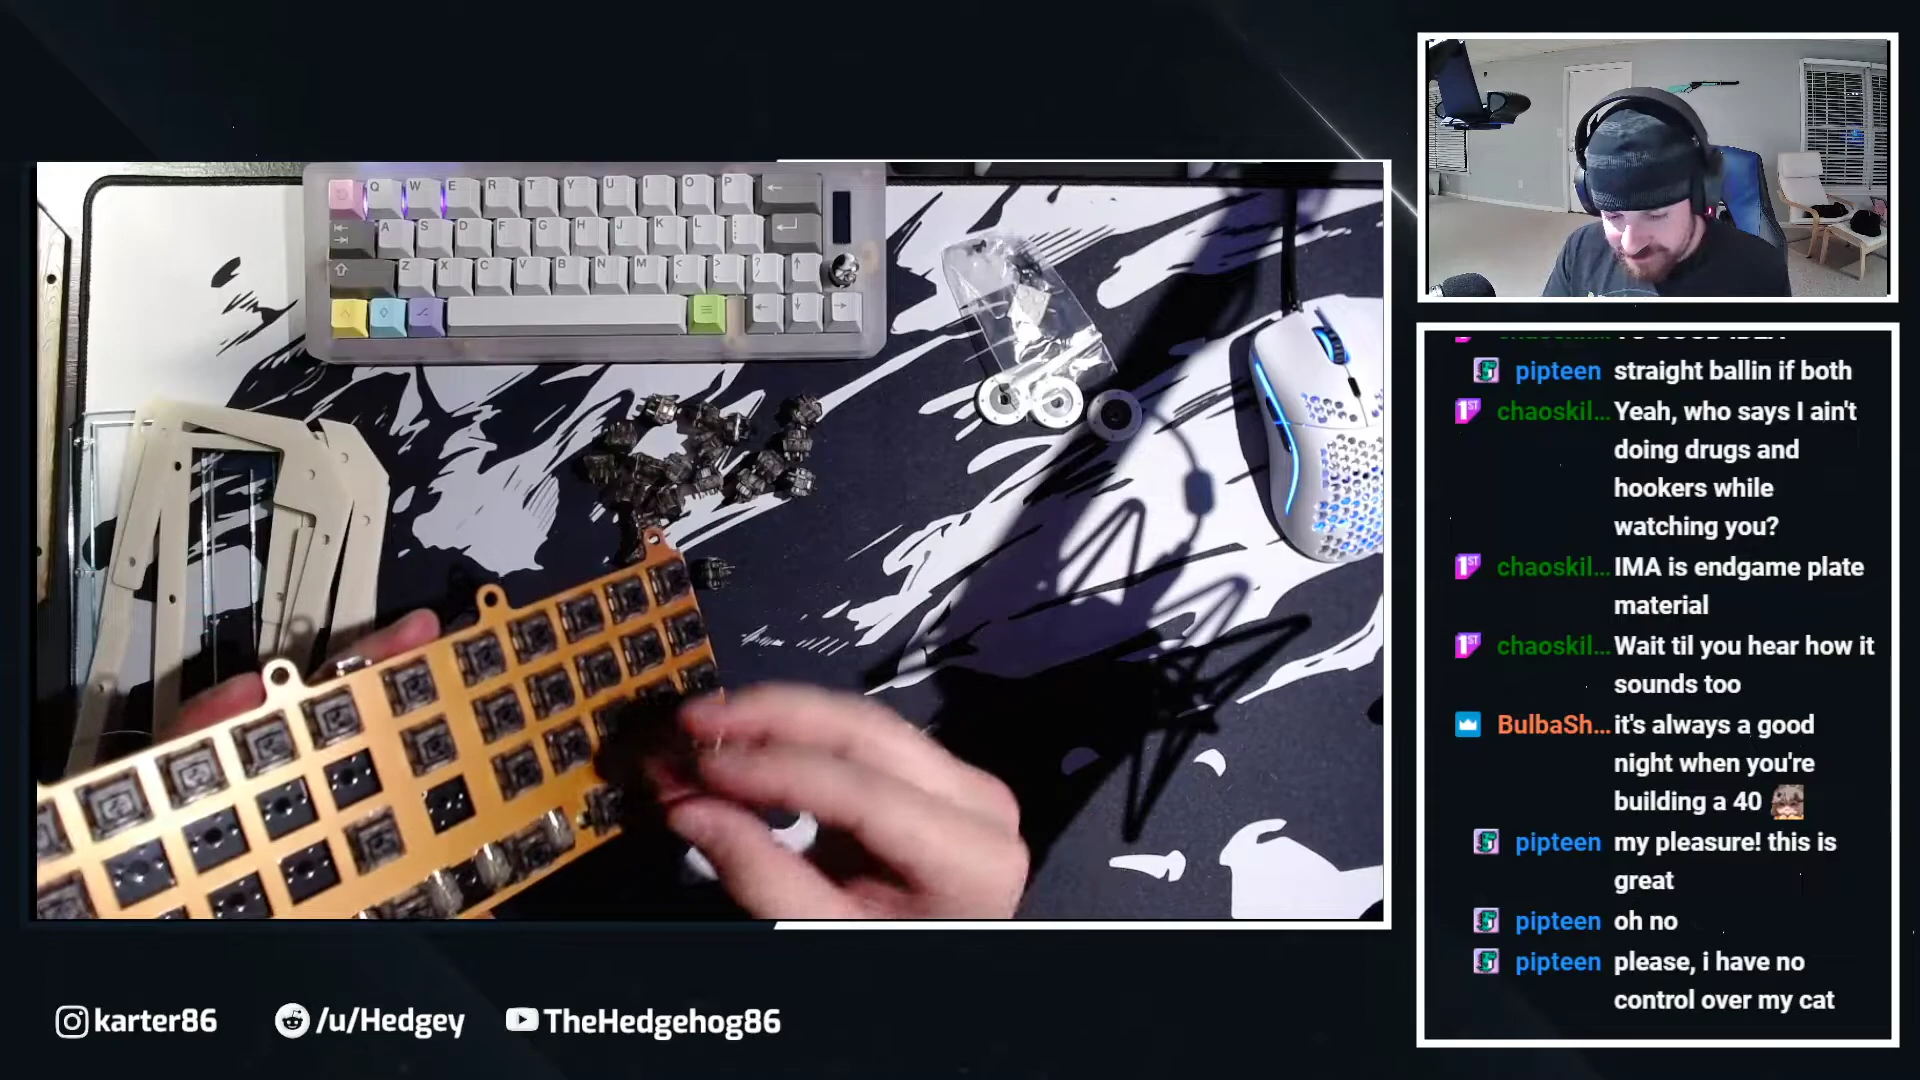 Q W E R T Y U I O P
A S D F G H J K L
Z X C V B N M
pipteen straight ballin if both
chaoskil... Yeah, who says I ain't
doing drugs and
hookers while
watching you?
chaoskil... IMA is endgame plate
material
chaoskil... Wait til you hear how it
sounds too
BulbaSh... it's always a good
night when you're
building a 40
pipteen my pleasure! this is
great
pipteen oh no
pipteen please, i have no
control over my cat
karter86
/u/Hedgey
TheHedgehog86